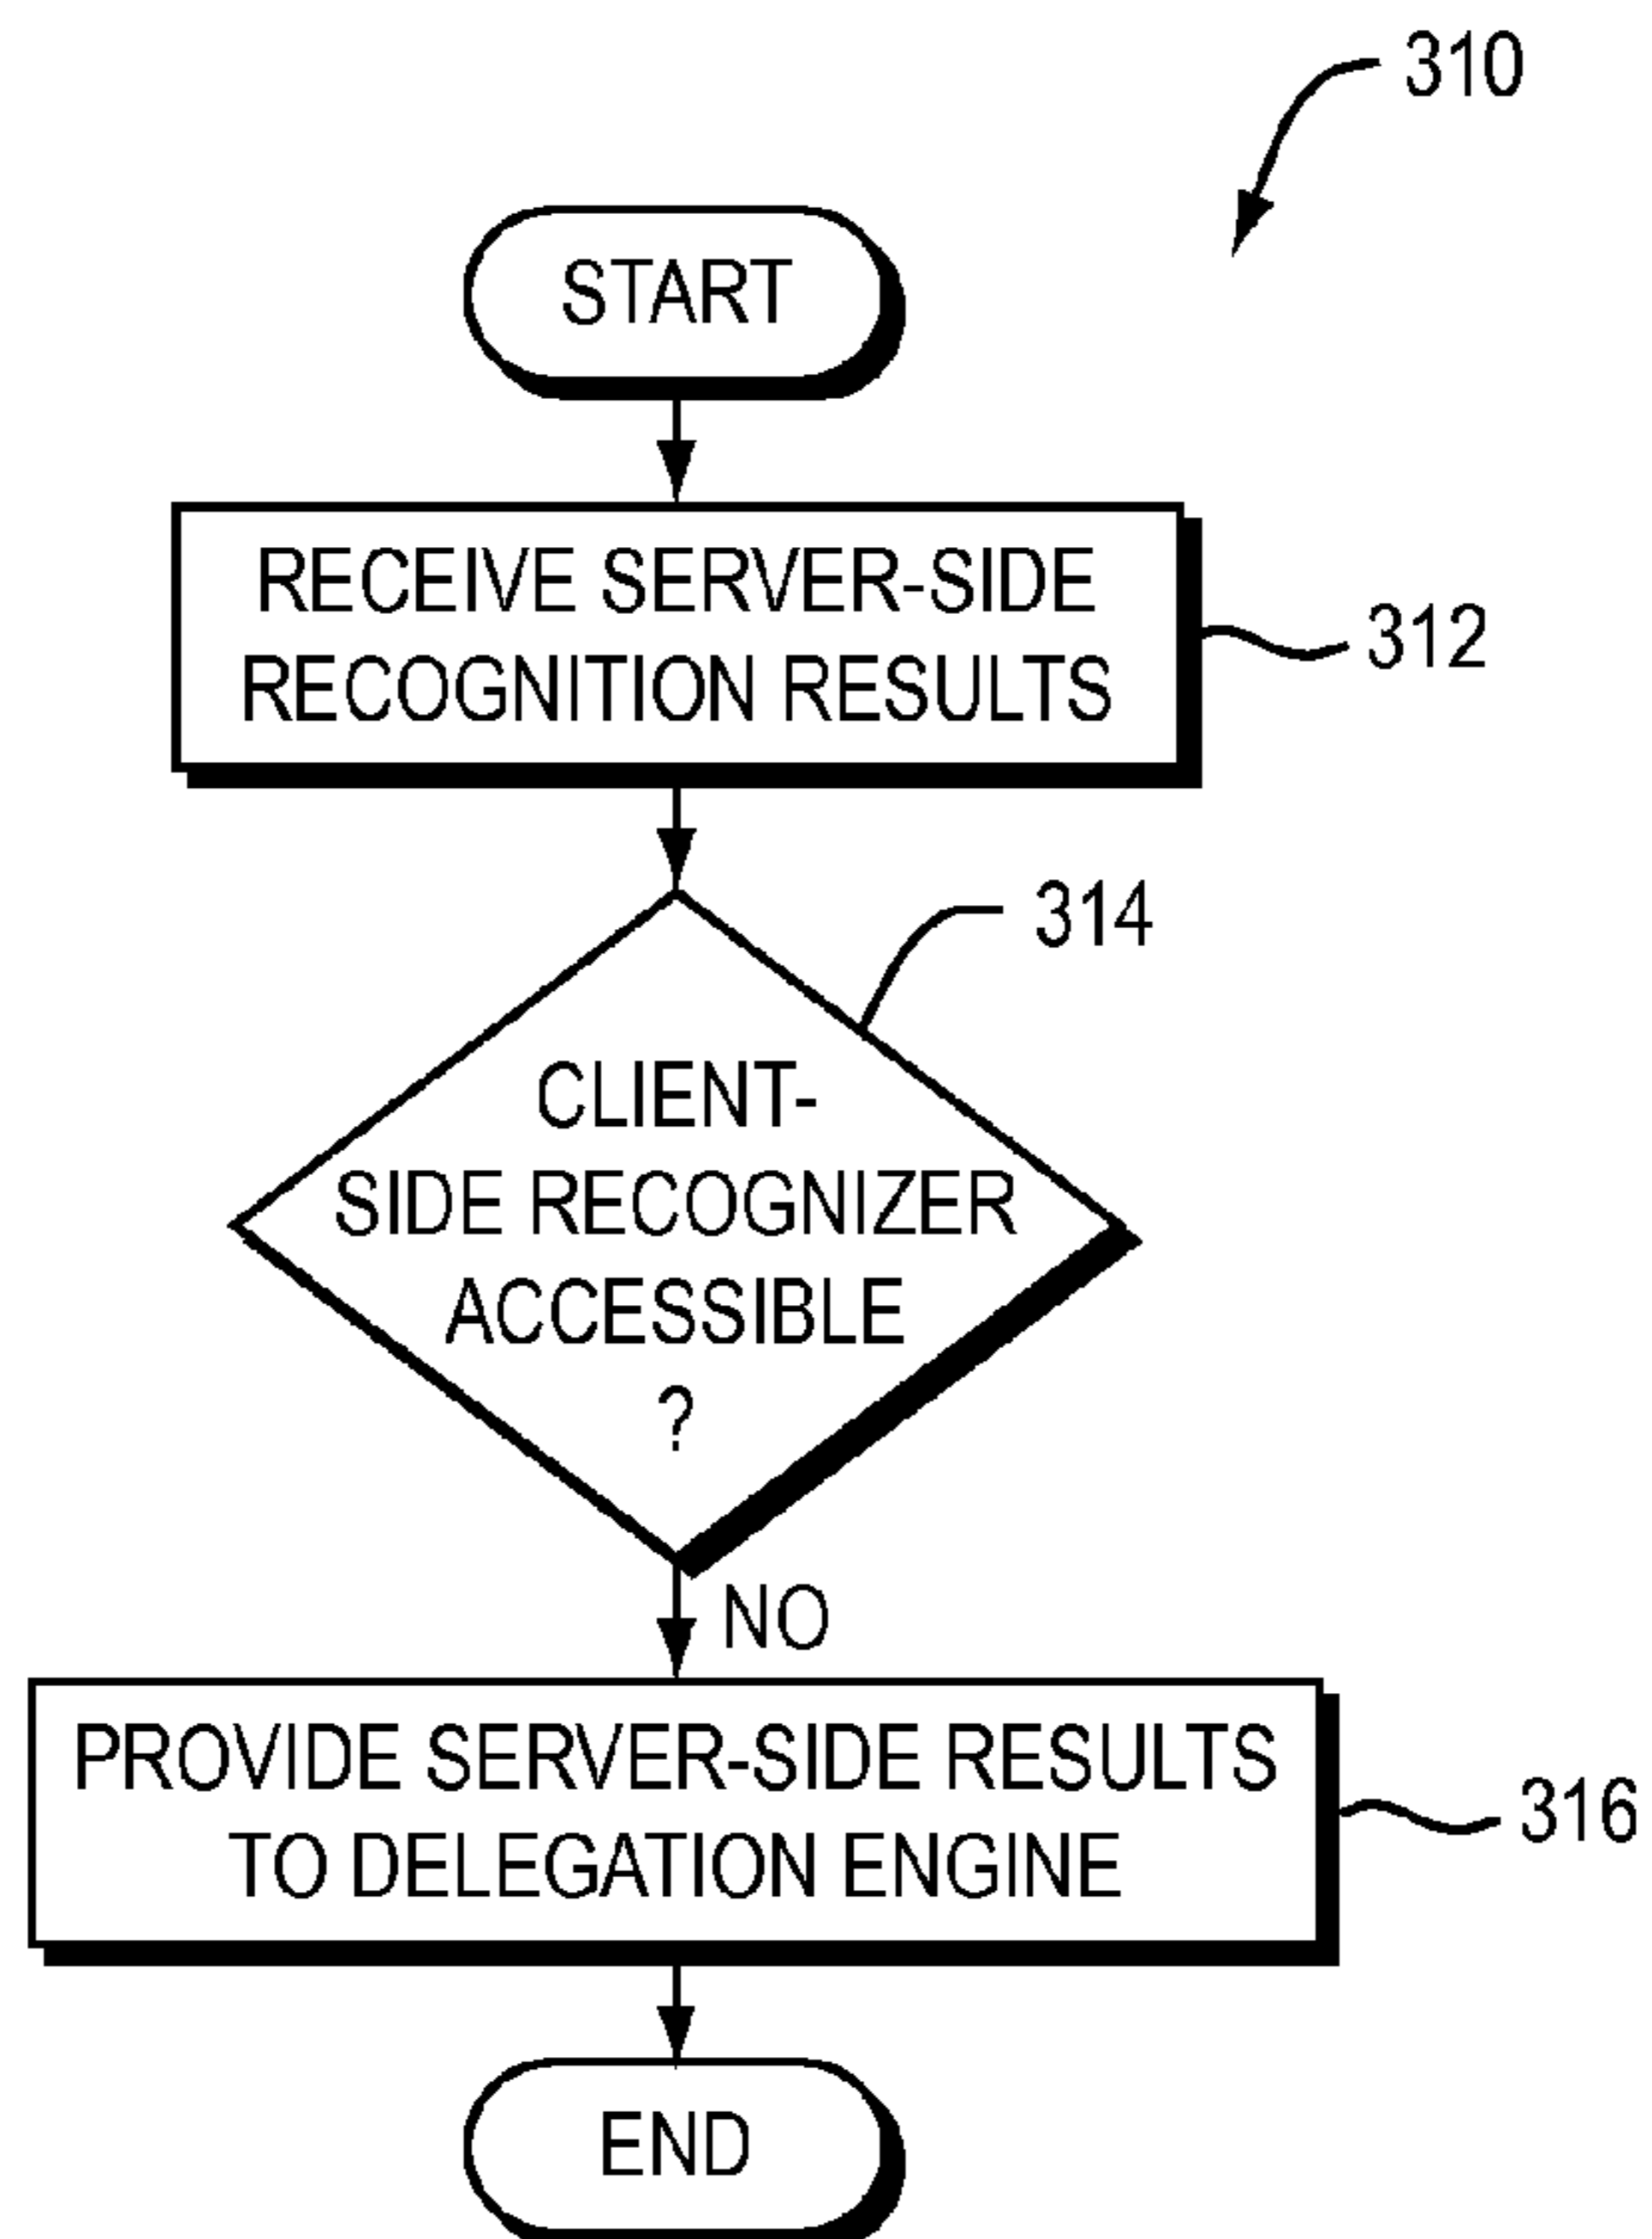 310
START
RECEIVE SERVER-SIDE
RECOGNITION RESULTS
312
314
CLIENT-
SIDE RECOGNIZER
ACCESSIBLE
?
NO
PROVIDE SERVER-SIDE RESULTS
TO DELEGATION ENGINE
316
END